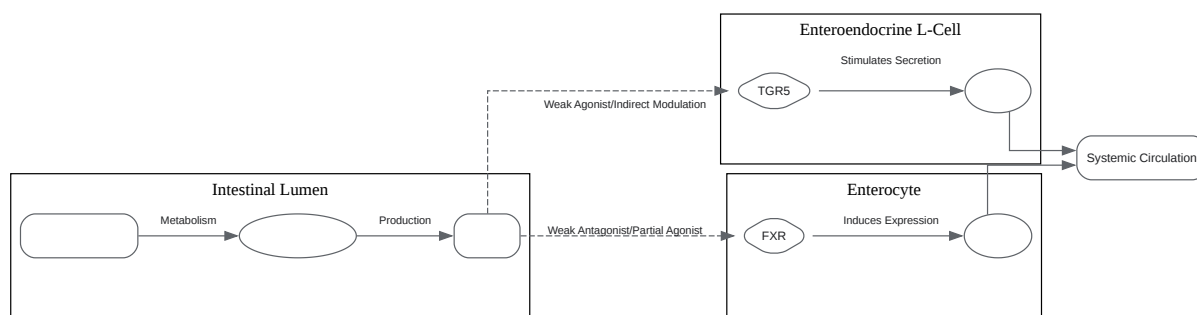 Enteroendocrine L-Cell
Stimulates Secretion
TGR5
Weak Agonist/Indirect Modulation
Systemic Circulation
Intestinal Lumen
Enterocyte
Metabolism
Production
Weak Antagonist/Partial Agonist
FXR
Induces Expression